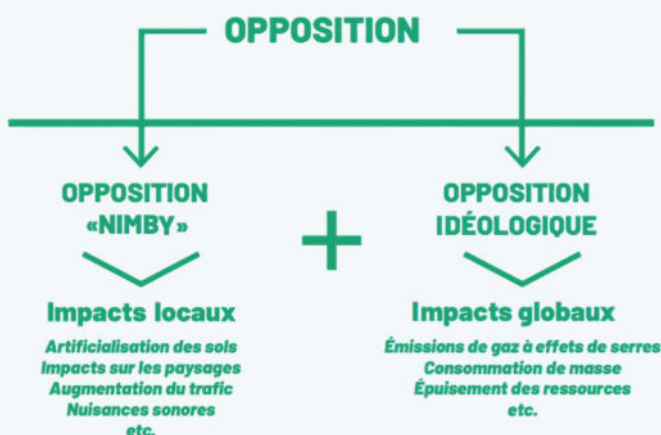 OPPOSITION
OPPOSITION
«NIMBY»
+
OPPOSITION
IDÉOLOGIQUE
Impacts locaux
Artificialisation des sols
Impacts sur les paysages
Augmentation du trafic
Nuisances sonores
etc.
Impacts globaux
Émissions de gaz à effets de serres
Consommation de masse
Épuisement des ressources
etc.